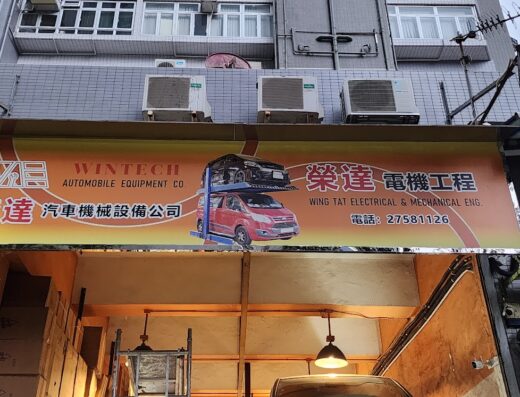 WINTECH
AUTOMOBILE EQUIPMENT CO
達 汽車機械設備公司
榮達 電機工程
WING TAT ELECTRICAL & MECHANICAL ENG.
電話: 27581126